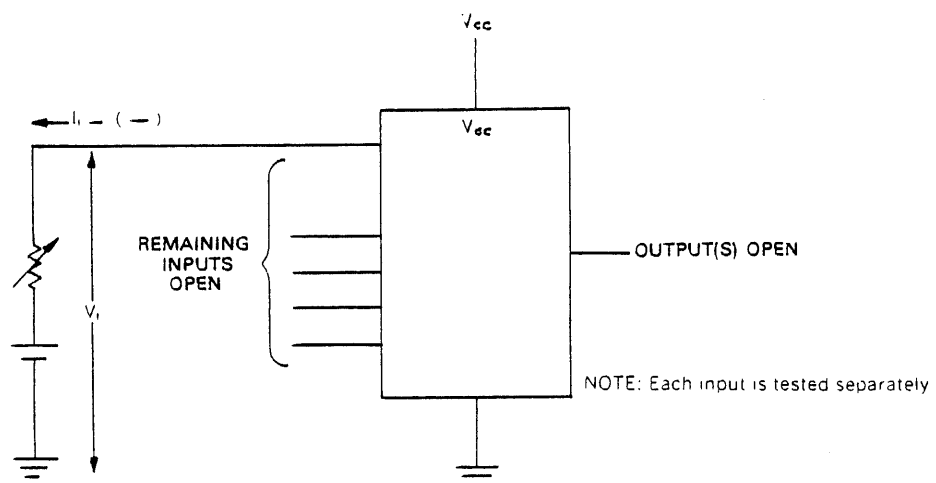 Vcc
I₁ — ( — )
Vcc
REMAINING
INPUTS
OPEN
OUTPUT(S) OPEN
V₁
NOTE: Each input is tested separately